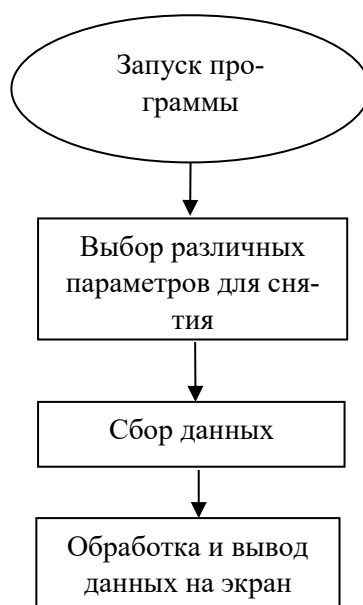 Запуск про-
граммы
Выбор различных
параметров для сня-
тия
Сбор данных
Обработка и вывод
данных на экран